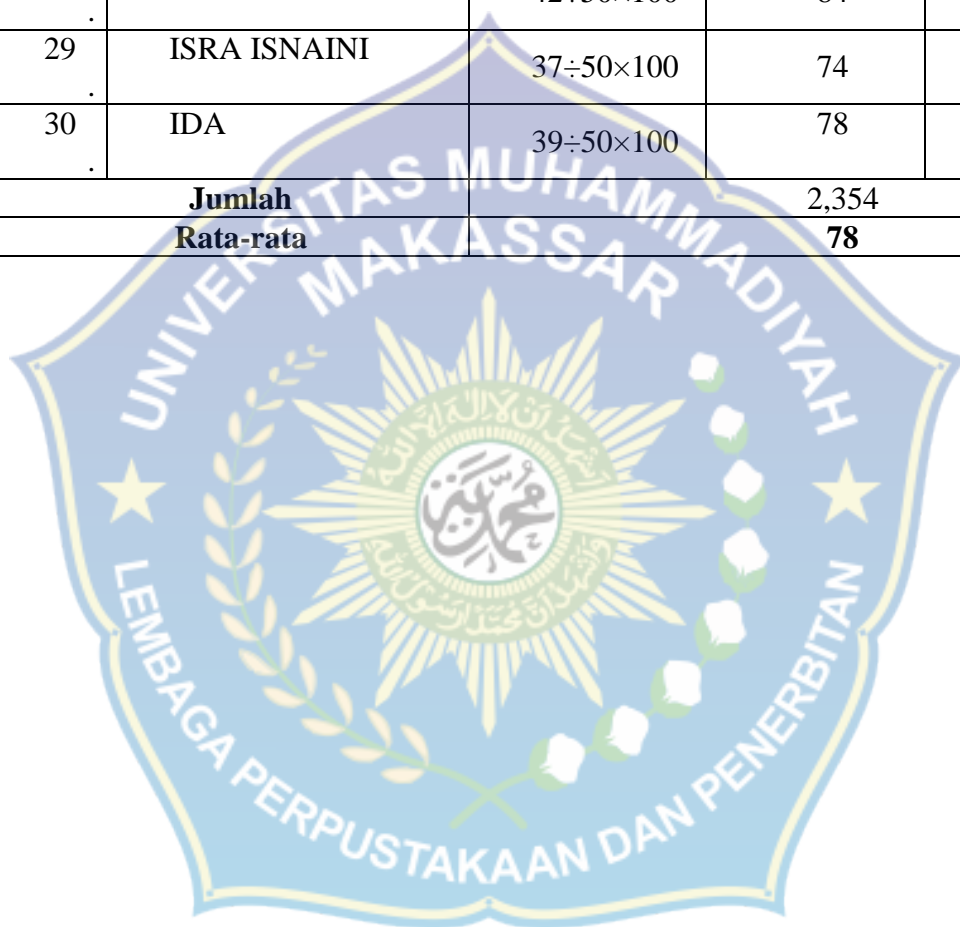 .
29
.
ISRA ISNAINI
37÷50×100
74
30
.
IDA
39÷50×100
78
Jumlah
2,354
Rata-rata
78
UNIVERSITAS MUHAMMADIYAH
MAKASSAR
LEMBAGA PERPUSTAKAAN DAN PENERBITAN